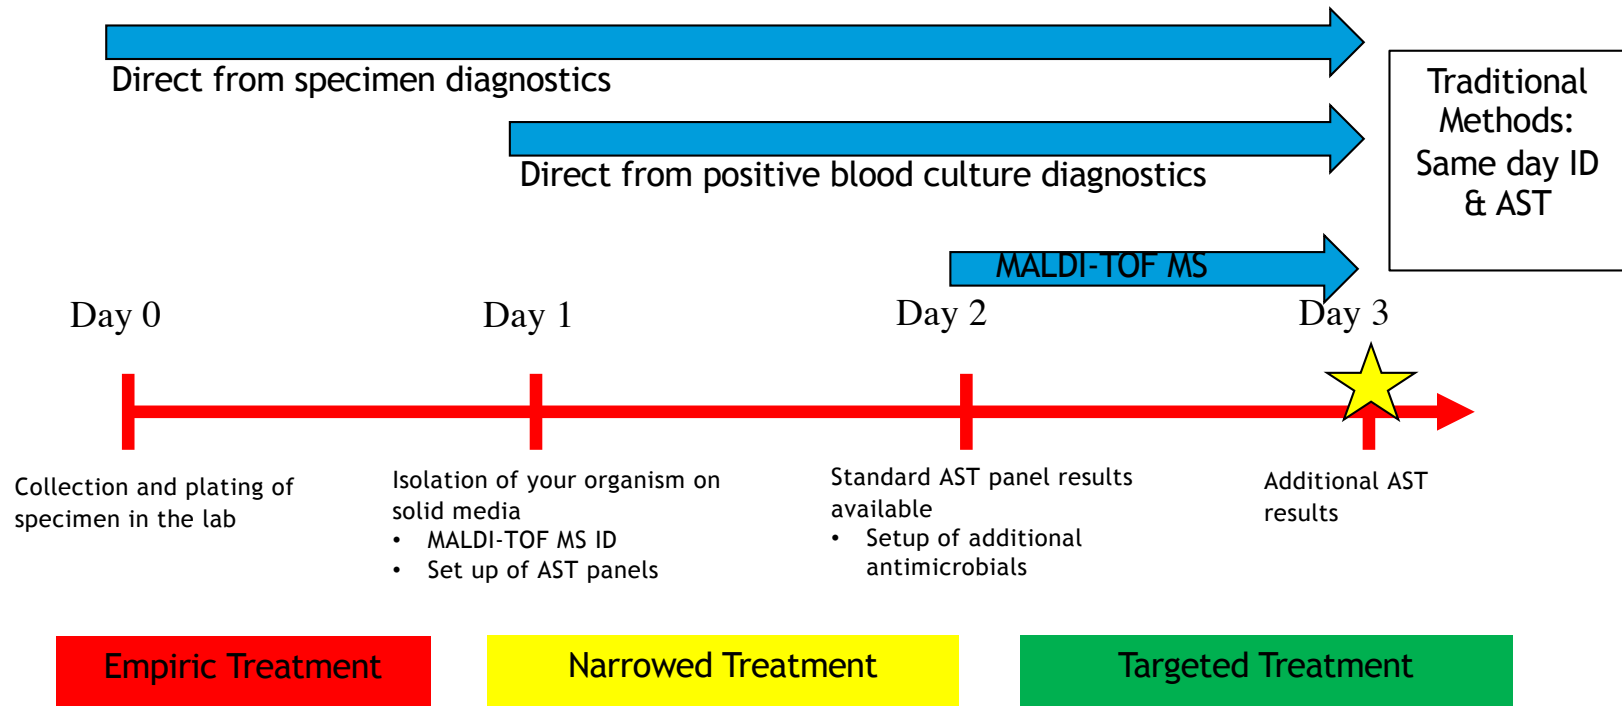 Direct from specimen diagnostics
Direct from positive blood culture diagnostics
MALDI-TOF MS
Traditional
Methods:
Same day ID
& AST
Day 0
Day 1
Day 2
Day 3
Collection and plating of
specimen in the lab
Isolation of your organism on
solid media
• MALDI-TOF MS ID
• Set up of AST panels
Standard AST panel results
available
• Setup of additional
antimicrobials
Additional AST
results
Empiric Treatment
Narrowed Treatment
Targeted Treatment